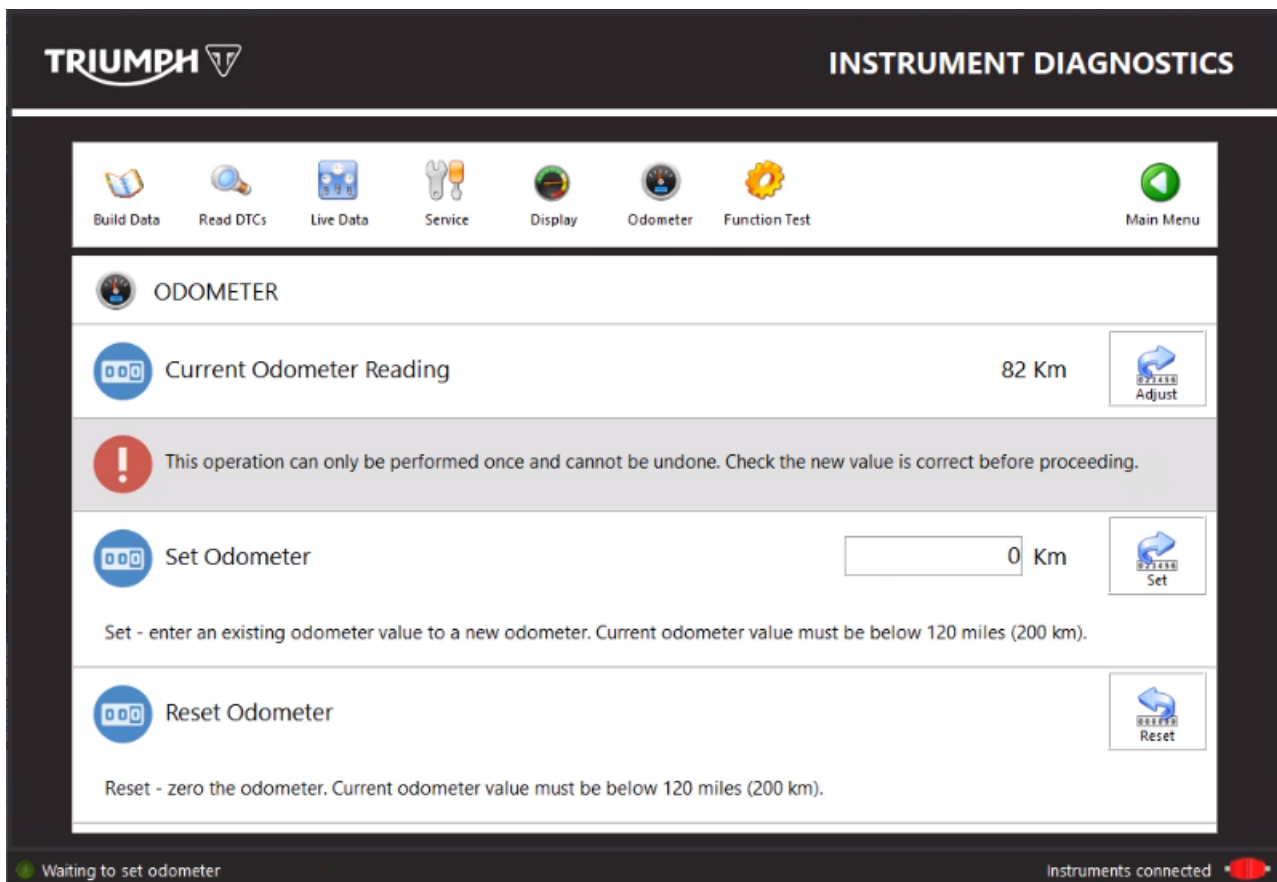 TRIUMPH
INSTRUMENT DIAGNOSTICS
Build Data Read DTCs Live Data Service Display Odometer Function Test Main Menu
ODOMETER
Current Odometer Reading 82 Km
Adjust
This operation can only be performed once and cannot be undone. Check the new value is correct before proceeding.
Set Odometer 0 Km
Set
Set - enter an existing odometer value to a new odometer. Current odometer value must be below 120 miles (200 km).
Reset Odometer
Reset
Reset - zero the odometer. Current odometer value must be below 120 miles (200 km).
Waiting to set odometer Instruments connected